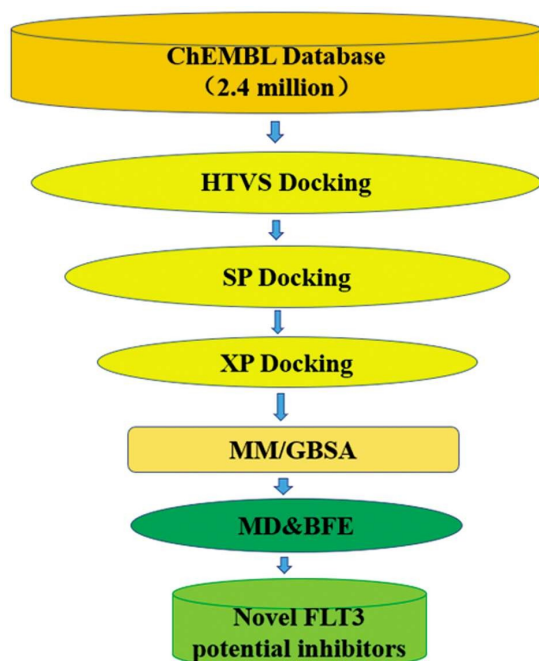 ChEMBL Database
（2.4 million）
HTVS Docking
SP Docking
XP Docking
MM/GBSA
MD&BFE
Novel FLT3
potential inhibitors